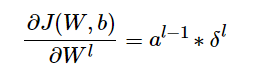 ∂J(W, b) / ∂W^l = a^{l−1} ∗ δ^l